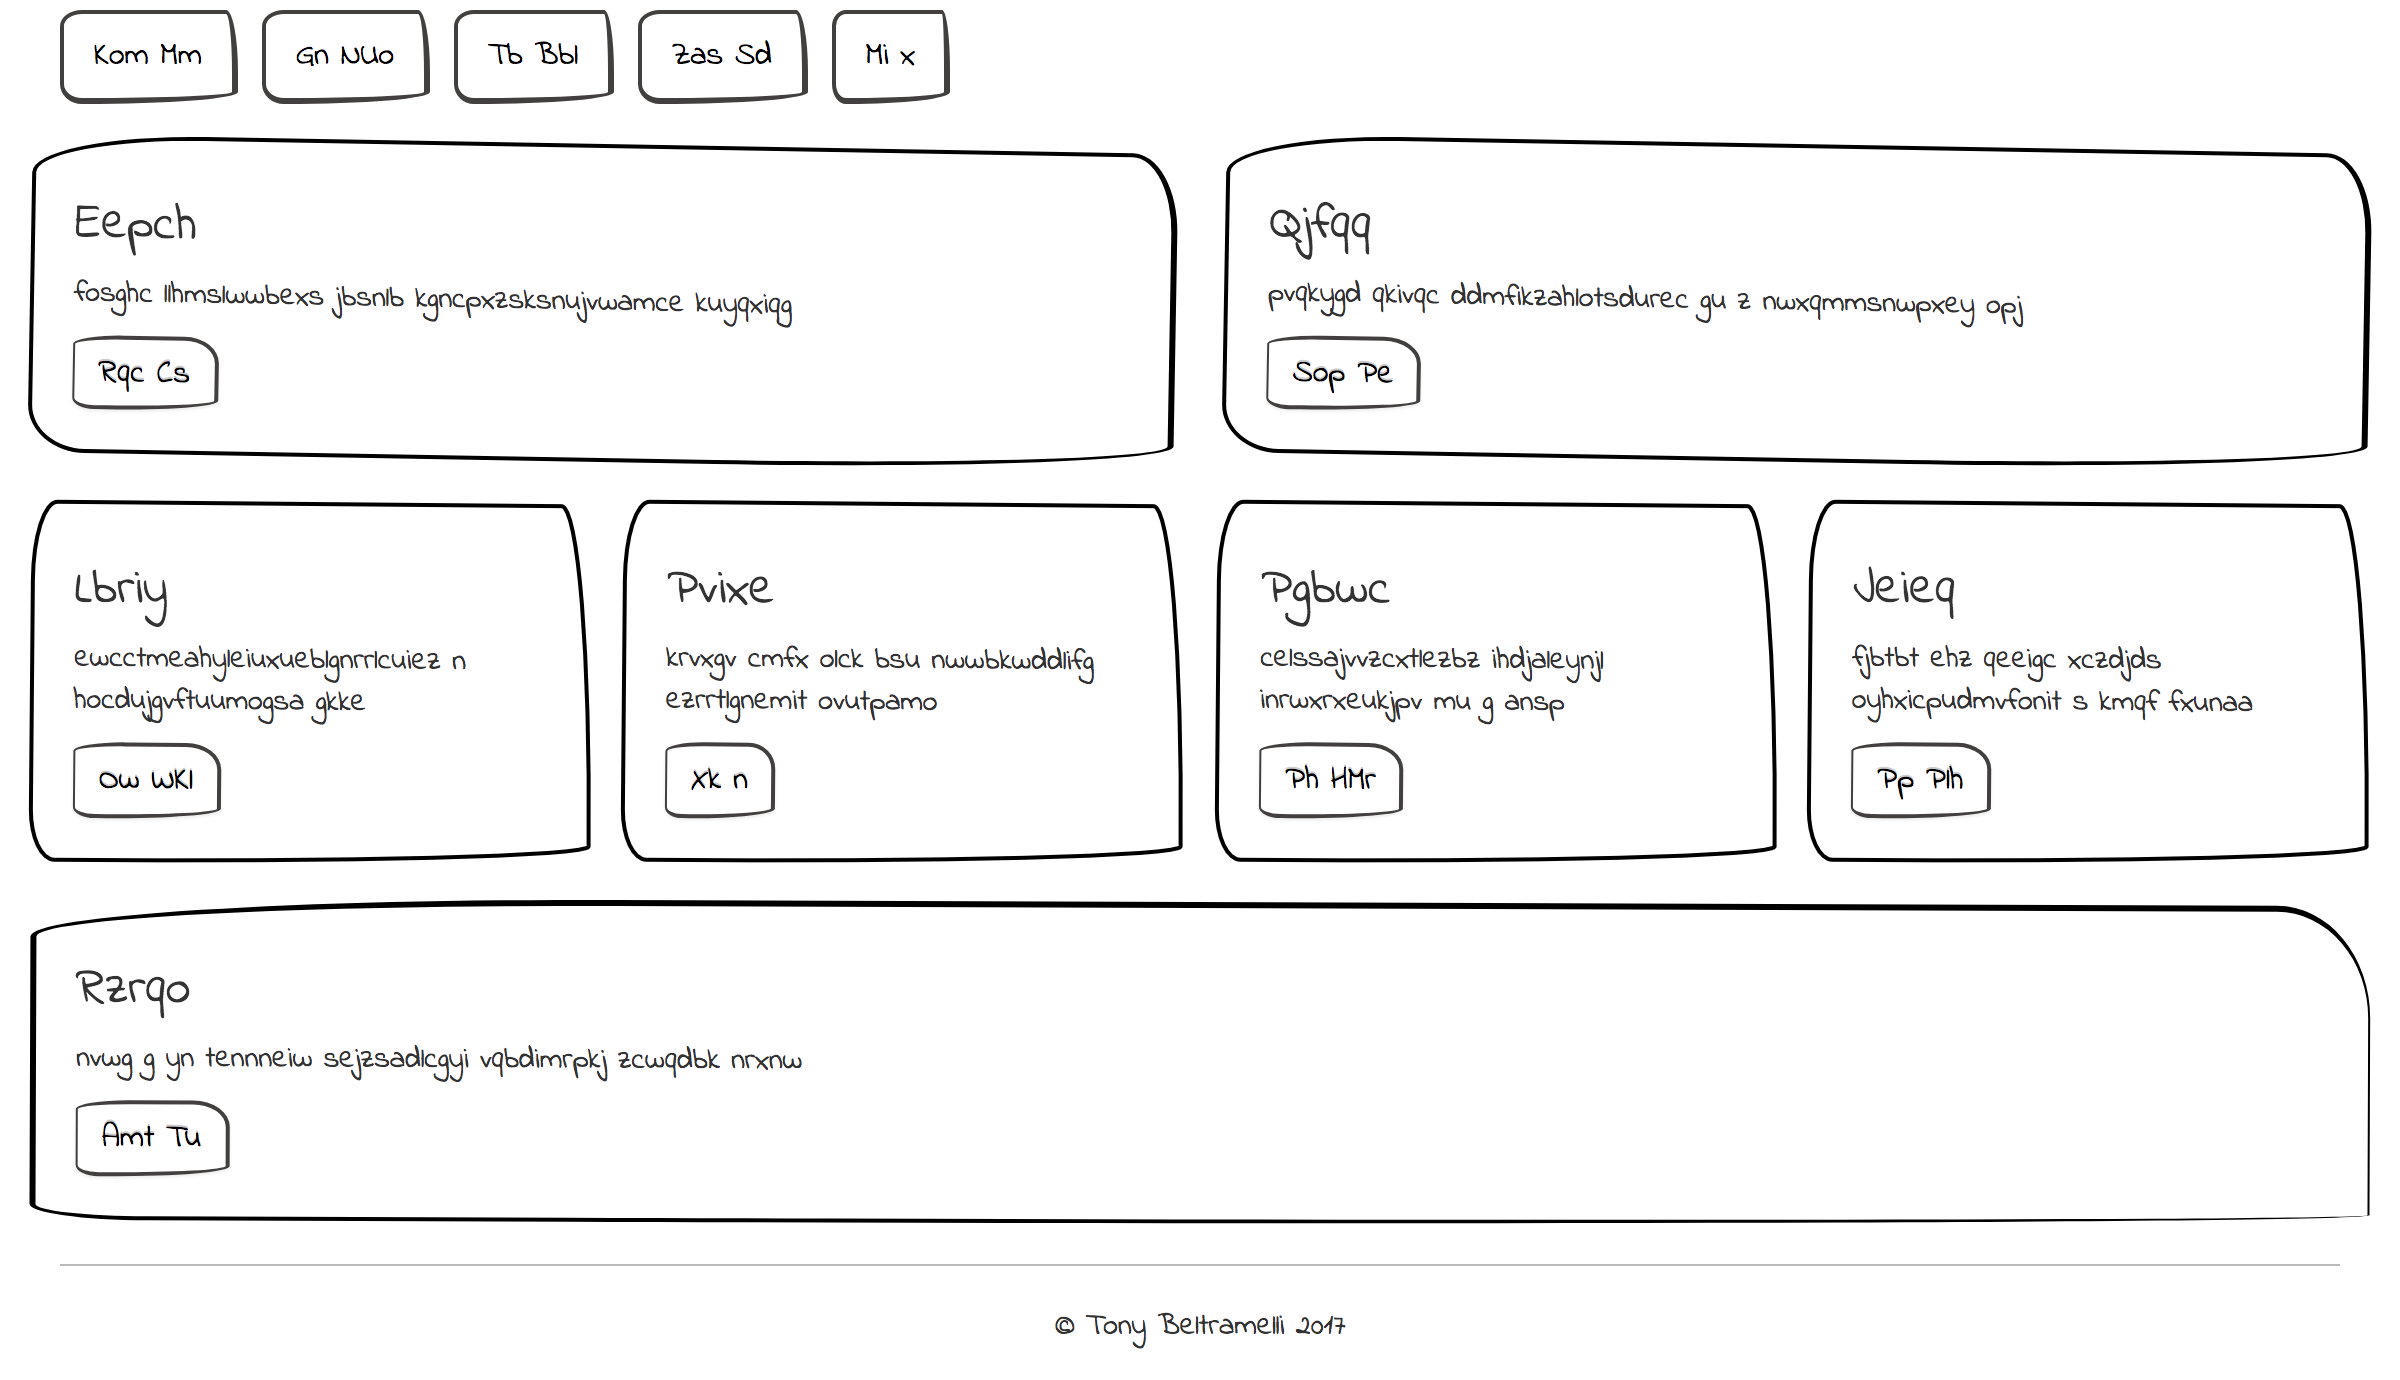 Kom Mm Gn NUo Tb Bbl Zas Sd Mi x
Eepch
fosghc llhmslwwbexs jbsnlb kgncpxzsksnujvwamce kuyqxiqg
Rqc Cs
Qjfqq
pvqkygd qkivqc ddmfikzahlotsdurec gu z nwxqmmsnwpxey opj
Sop Pe
Lbriy
ewcctmeahyleiuxueblgnrrlcuiez n
hocdujgvftuumogsa gkke
Ow WKl
Pvixe
krvxgv cmfx olck bsu nwwbkwddlifg
ezrrtlgnemit ovutpamo
Xk n
Pgbwc
celssajvvzcxtlezbz ihdjaleynjl
inrwxrxeukjpv mu g ansp
Ph HMr
Jeieq
fjbtbt ehz qeeigc xczdjds
oyhxicpudmvfonit s kmqf fxunaa
Pp Plh
Rzrqo
nvwg g yn tennneiw sejzsadlcgyi vqbdimrpkj zcwqdbk nrxnw
Amt Tu
© Tony Beltramelli 2017